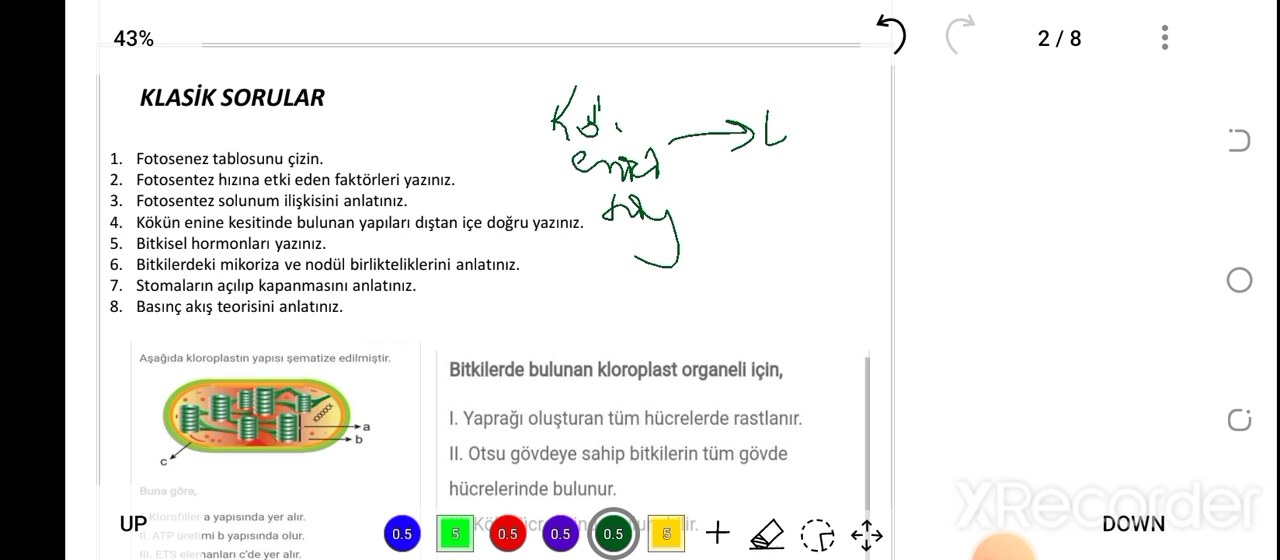 43%
2 / 8
KLASİK SORULAR
1. Fotosenez tablosunu çizin.
2. Fotosentez hızına etki eden faktörleri yazınız.
3. Fotosentez solunum ilişkisini anlatınız.
4. Kökün enine kesitinde bulunan yapıları dıştan içe doğru yazınız.
5. Bitkisel hormonları yazınız.
6. Bitkilerdeki mikoriza ve nodül birlikteliklerini anlatınız.
7. Stomaların açılıp kapanmasını anlatınız.
8. Basınç akış teorisini anlatınız.
Aşağıda kloroplastın yapısı şematize edilmiştir.
a
b
c
Buna göre,
Klorofiller a yapısında yer alır.
II. ATP üretimi b yapısında olur.
III. ETS elemanları c'de yer alır.
Bitkilerde bulunan kloroplast organeli için,
I. Yaprağı oluşturan tüm hücrelerde rastlanır.
II. Otsu gövdeye sahip bitkilerin tüm gövde
hücrelerinde bulunur.
UP
0.5
5
0.5
0.5
0.5
5
XRecorder
DOWN